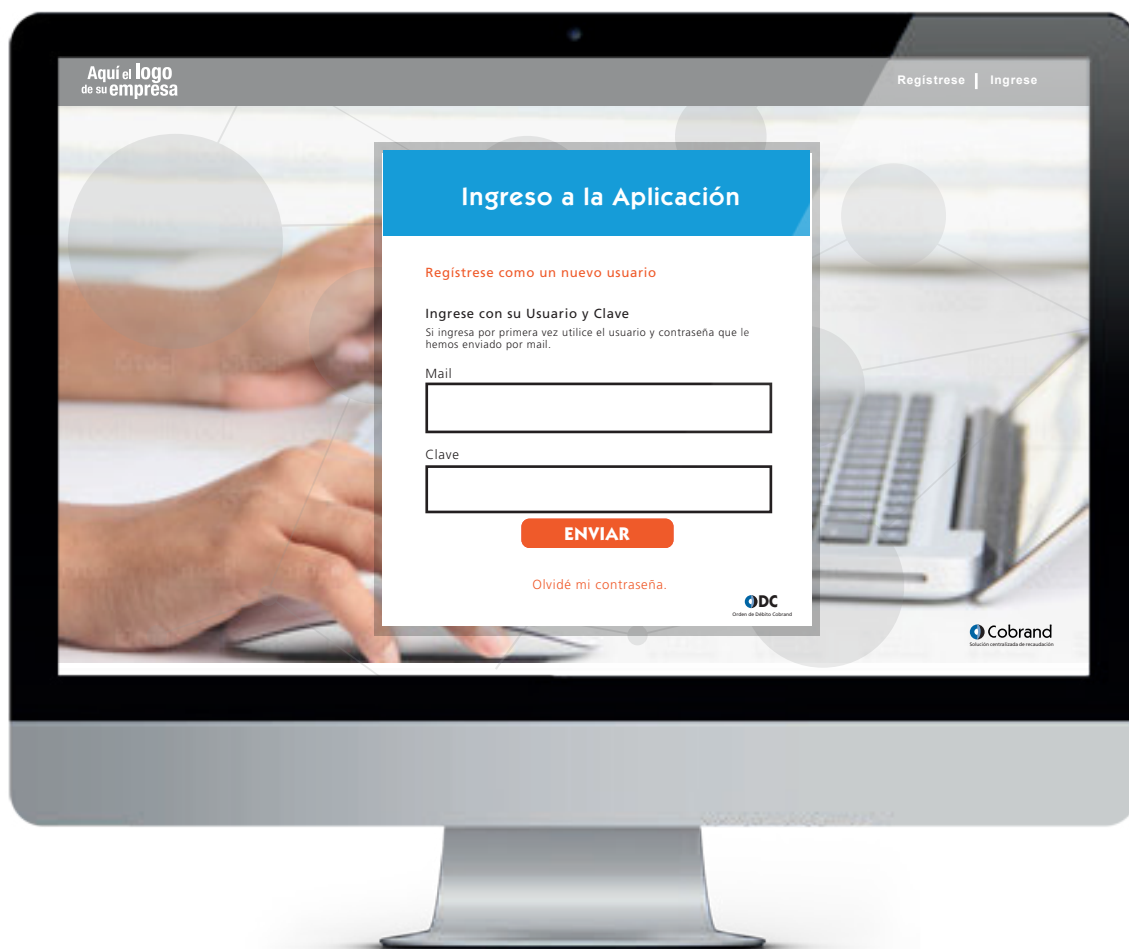 Aquí el logo
de su empresa
Registrese | Ingrese
Ingreso a la Aplicación
Regístrese como un nuevo usuario
Ingrese con su Usuario y Clave
Si ingresa por primera vez utilice el usuario y contraseña que le
hemos enviado por mail.
Mail
Clave
ENVIAR
Olvidé mi contraseña.
ODC
Orden de Débito Cobrand
Cobrand
Solución centralizada de recaudación